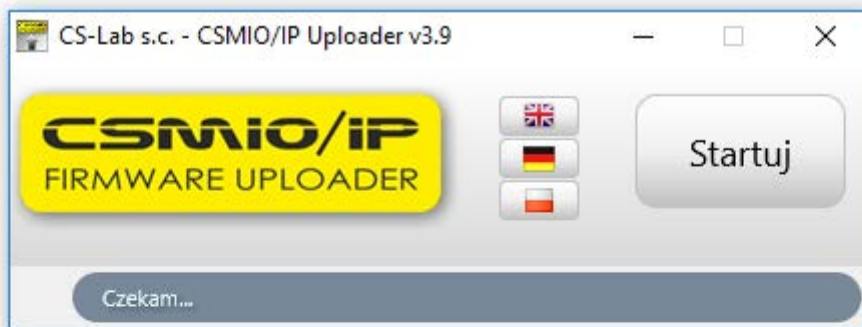 CS-Lab s.c. - CSMIO/IP Uploader v3.9
CSMIO/IP
FIRMWARE UPLOADER
Startuj
Czekam...